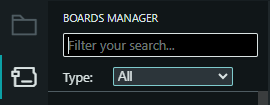 BOARDS MANAGER
Filter your search...
Type: All